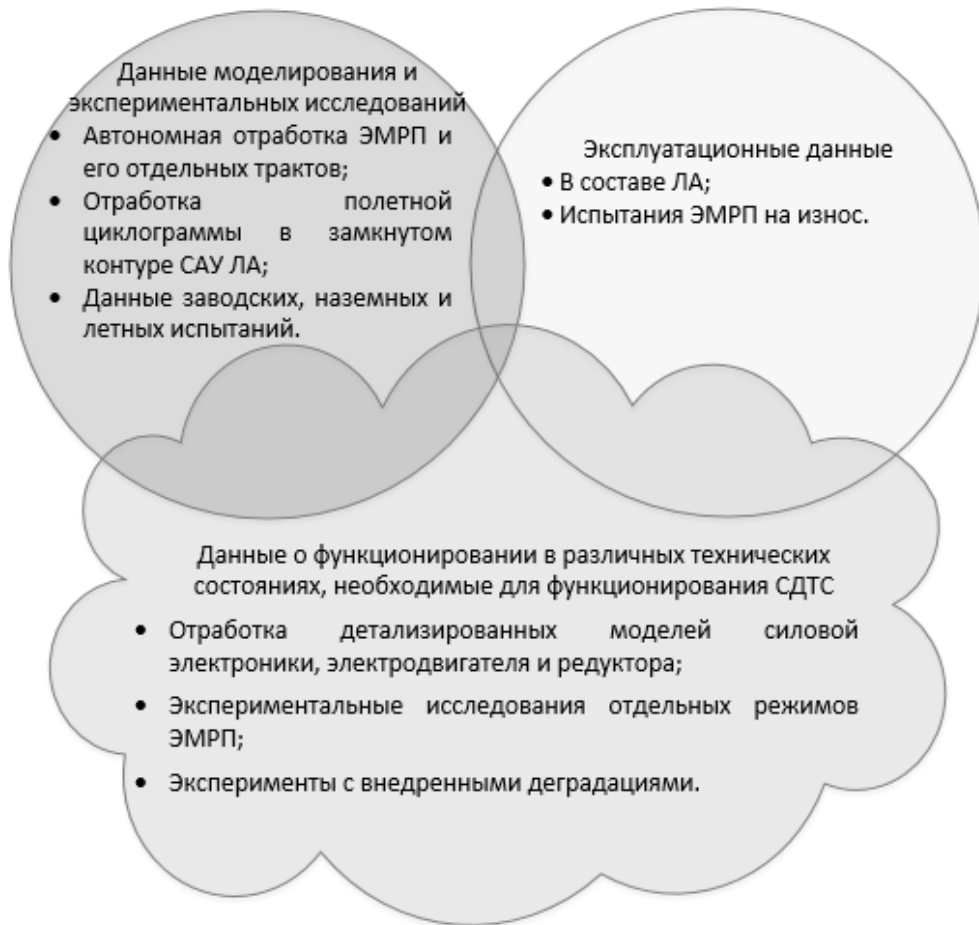 Данные моделирования и
экспериментальных исследований
• Автономная отработка ЭМРП и
его отдельных трактов;
• Отработка полетной
циклограммы в замкнутом
контуре САУ ЛА;
• Данные заводских, наземных и
летных испытаний.
Эксплуатационные данные
• В составе ЛА;
• Испытания ЭМРП на износ.
Данные о функционировании в различных технических
состояниях, необходимые для функционирования СДТС
• Отработка детализированных моделей силовой
электроники, электродвигателя и редуктора;
• Экспериментальные исследования отдельных режимов
ЭМРП;
• Эксперименты с внедренными деградациями.